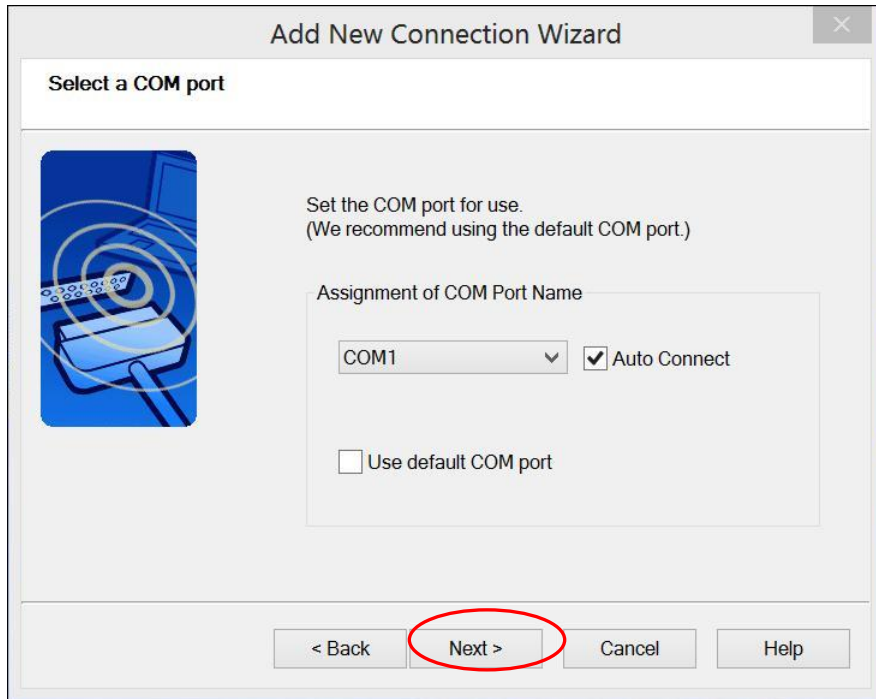 Add New Connection Wizard
Select a COM port
Set the COM port for use.
(We recommend using the default COM port.)
Assignment of COM Port Name
COM1
Auto Connect
Use default COM port
< Back
Next >
Cancel
Help